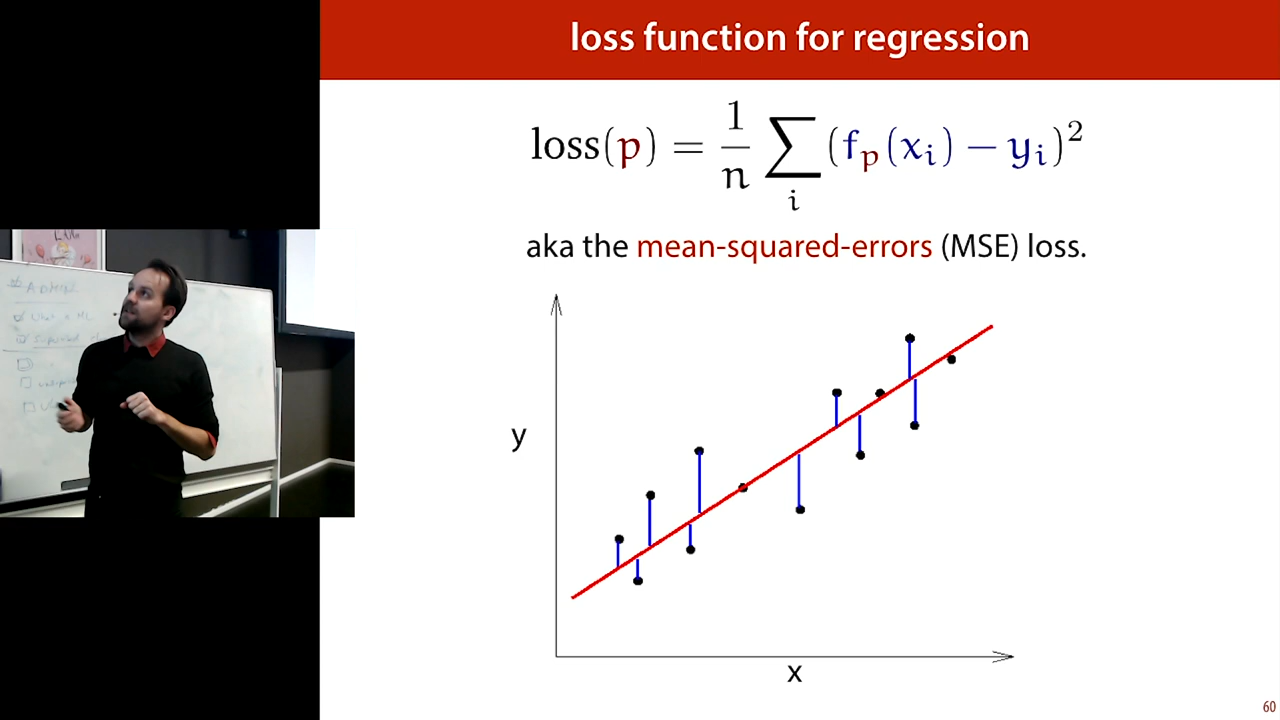 loss function for regression
loss(p) = 1/n ∑_i (f_p(x_i) − y_i)²
aka the mean-squared-errors (MSE) loss.
y
x
60
ADMIN